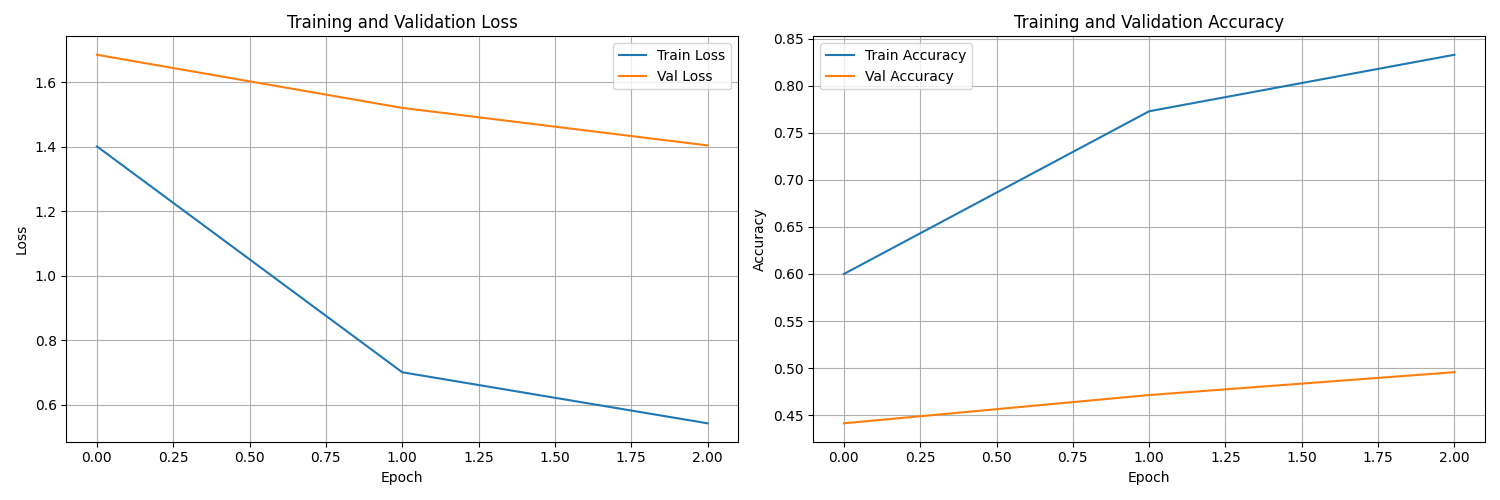 Training and Validation Loss
Train Loss
Val Loss
1.6
1.4
1.2
1.0
0.8
0.6
Loss
0.00 0.25 0.50 0.75 1.00 1.25 1.50 1.75 2.00
Epoch
Training and Validation Accuracy
Train Accuracy
Val Accuracy
0.85
0.80
0.75
0.70
0.65
0.60
0.55
0.50
0.45
Accuracy
0.00 0.25 0.50 0.75 1.00 1.25 1.50 1.75 2.00
Epoch